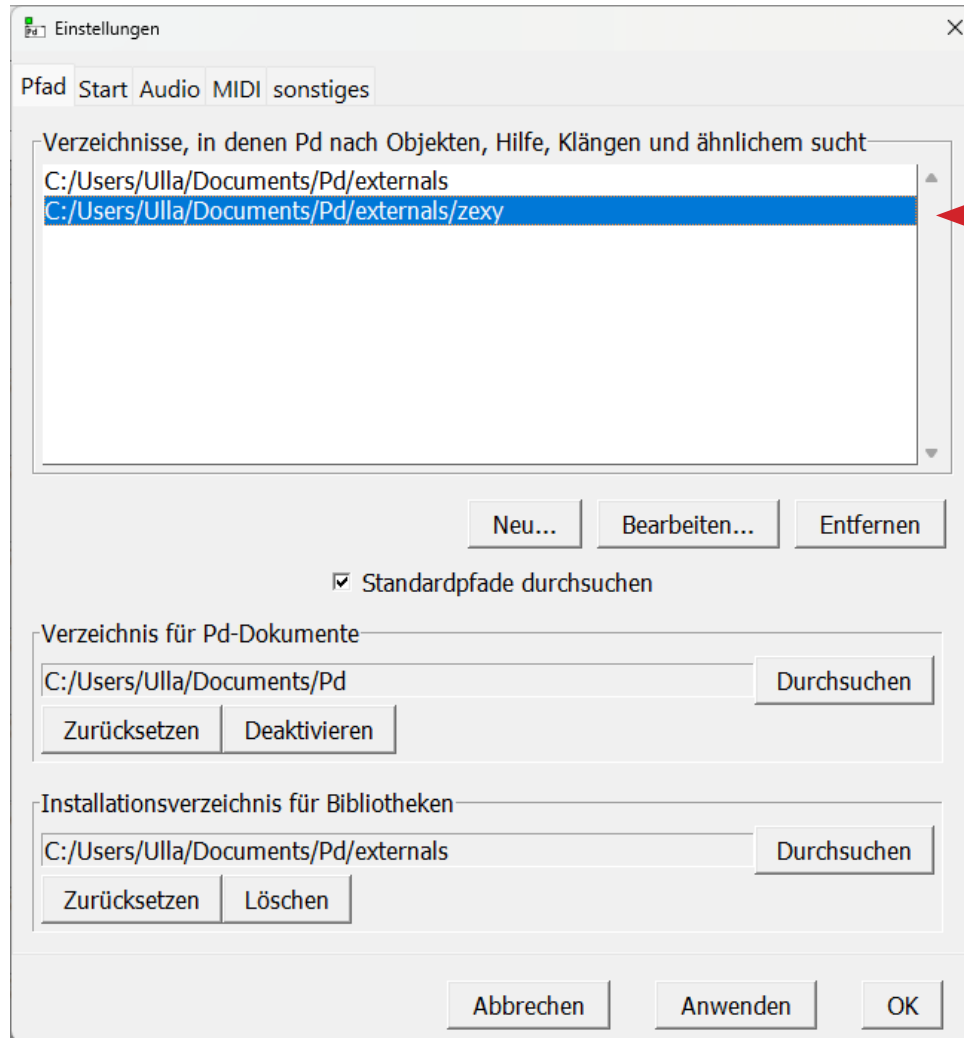 Pd Einstellungen
Pfad Start Audio MIDI sonstiges
Verzeichnisse, in denen Pd nach Objekten, Hilfe, Klängen und ähnlichem sucht
C:/Users/Ulla/Documents/Pd/externals
C:/Users/Ulla/Documents/Pd/externals/zexy
Neu... Bearbeiten... Entfernen
Standardpfade durchsuchen
Verzeichnis für Pd-Dokumente
C:/Users/Ulla/Documents/Pd Durchsuchen
Zurücksetzen Deaktivieren
Installationsverzeichnis für Bibliotheken
C:/Users/Ulla/Documents/Pd/externals Durchsuchen
Zurücksetzen Löschen
Abbrechen Anwenden OK